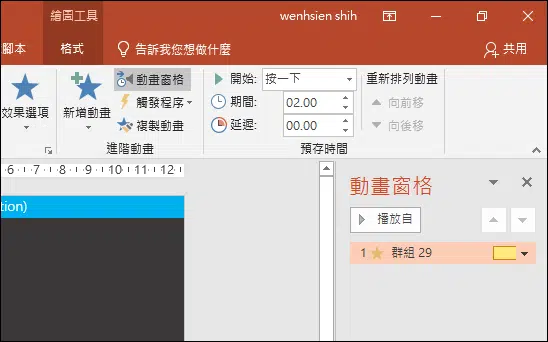 繪圖工具
wenhsien shih
腳本 格式 告訴我您想做什麼 共用
效果選項 新增動畫 動畫窗格 觸發程序 複製動畫
開始: 按一下
期間: 02.00
延遲: 00.00
重新排列動畫
向前移
向後移
進階動畫 預存時間
6 7 8 9 10 11 12
tion)
動畫窗格
播放自
1 群組 29